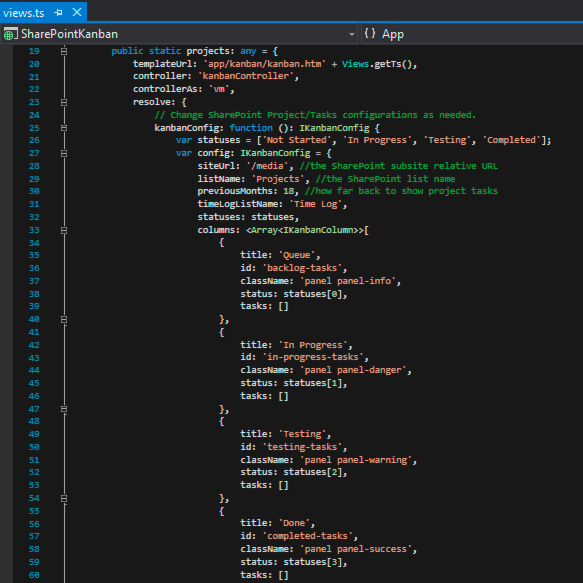 views.ts
SharePointKanban
{} App
19 public static projects: any = {
20 templateUrl: 'app/kanban/kanban.htm' + Views.getTs(),
21 controller: 'kanbanController',
22 controllerAs: 'vm',
23 resolve: {
24 // Change SharePoint Project/Tasks configurations as needed.
25 kanbanConfig: function (): IKanbanConfig {
26 var statuses = ['Not Started', 'In Progress', 'Testing', 'Completed'];
27 var config: IKanbanConfig = {
28 siteUrl: '/media', //the SharePoint subsite relative URL
29 listName: 'Projects', //the SharePoint list name
30 previousMonths: 18, //how far back to show project tasks
31 timeLogListName: 'Time Log',
32 statuses: statuses,
33 columns: <Array<IKanbanColumn>>[
34 {
35 title: 'Queue',
36 id: 'backlog-tasks',
37 className: 'panel panel-info',
38 status: statuses[0],
39 tasks: []
40 },
41 {
42 title: 'In Progress',
43 id: 'in-progress-tasks',
44 className: 'panel panel-danger',
45 status: statuses[1],
46 tasks: []
47 },
48 {
49 title: 'Testing',
50 id: 'testing-tasks',
51 className: 'panel panel-warning',
52 status: statuses[2],
53 tasks: []
54 },
55 {
56 title: 'Done',
57 id: 'completed-tasks',
58 className: 'panel panel-success',
59 status: statuses[3],
60 tasks: []